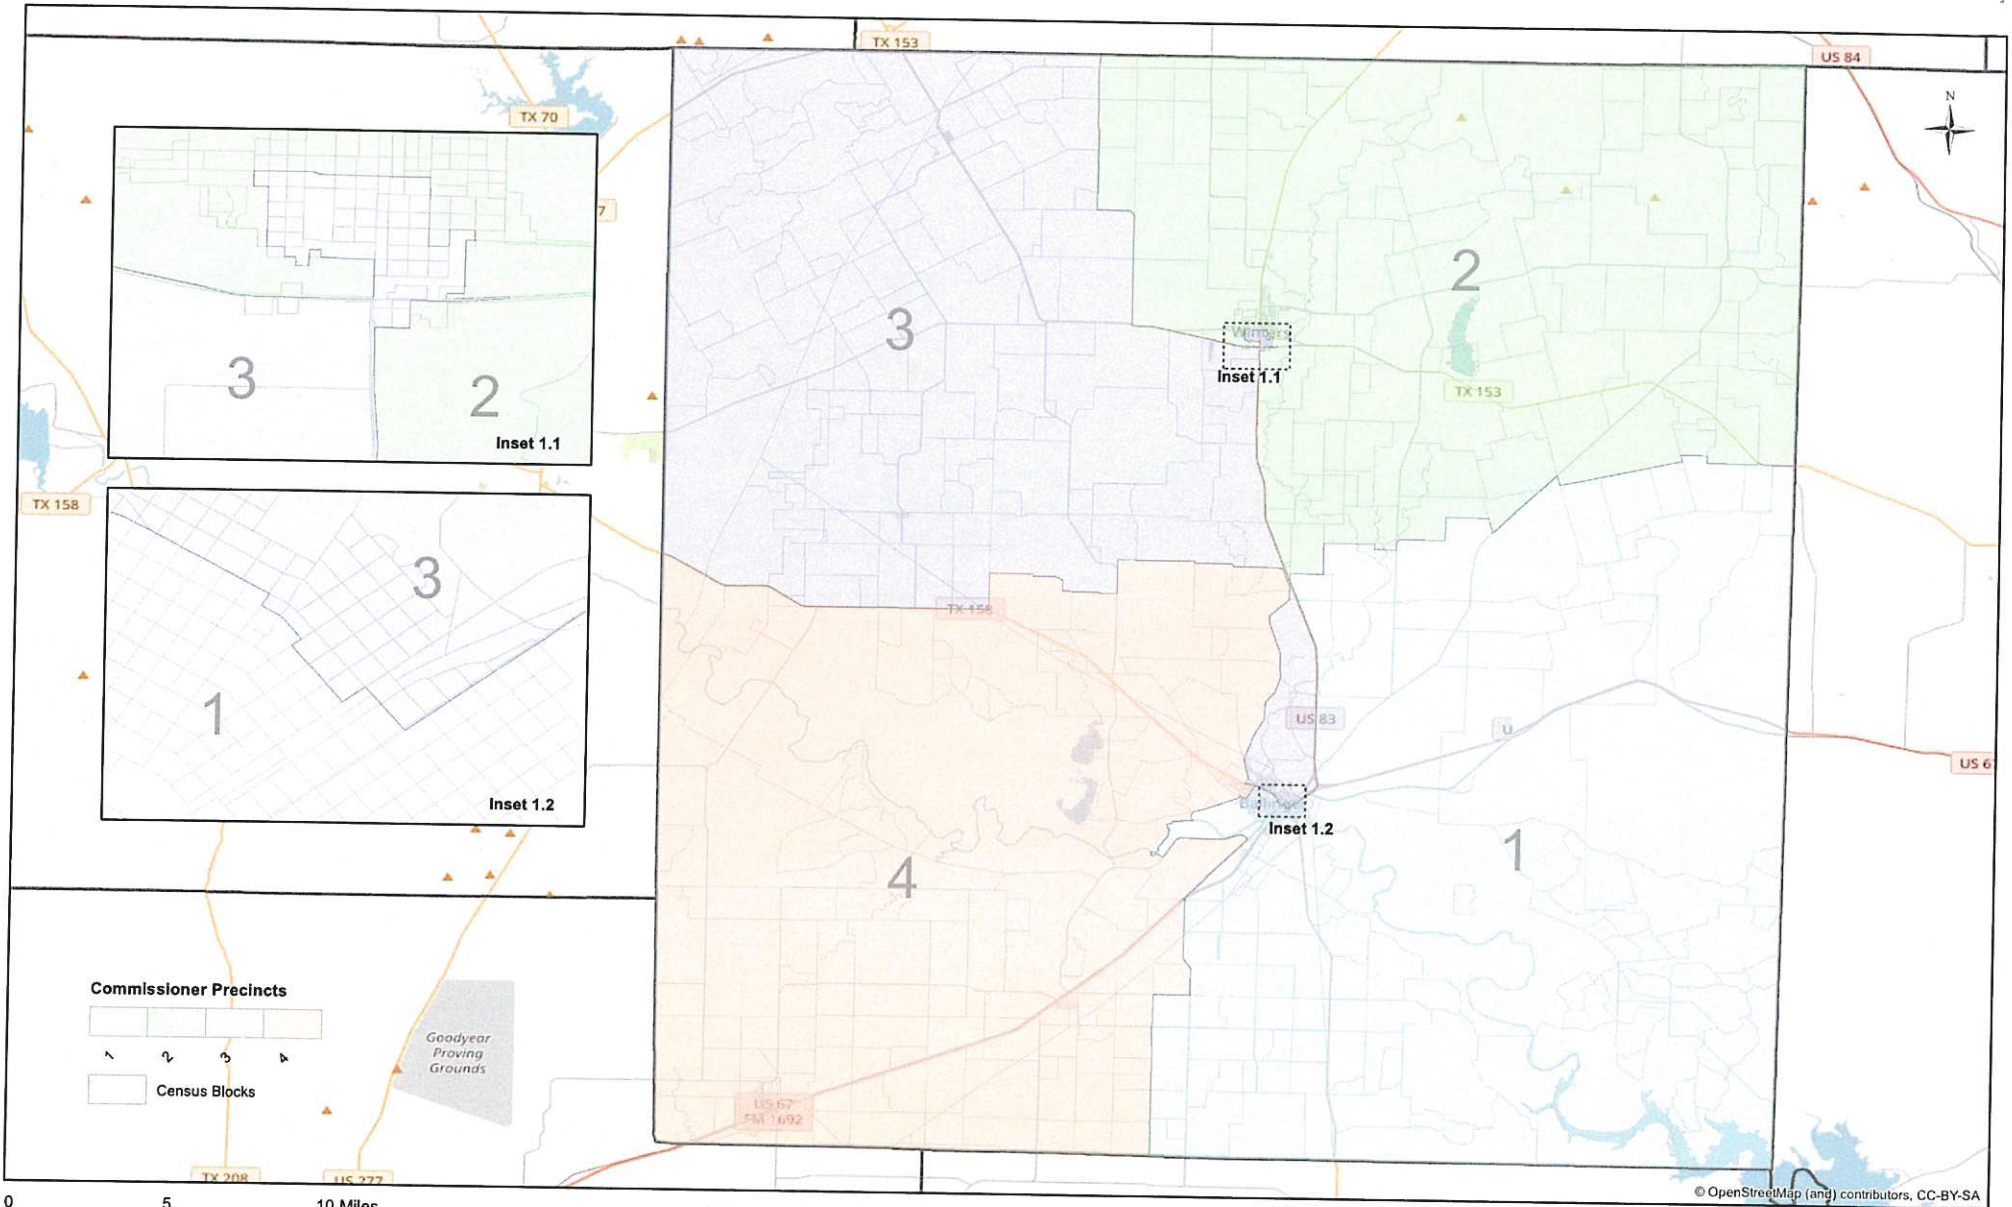 TX 153
US 84
N
TX 70
7
2
3
Winters
Inset 1.1
TX 153
3
2
Inset 1.1
TX 158
3
1
Inset 1.2
TX 158
US 83
U
US 6
Inset 1.2
1
4
Commissioner Precincts
1
2
3
4
Census Blocks
Goodyear
Proving
Grounds
US 67
FM 1692
TX 208
US 277
0
5
10 Miles
© OpenStreetMap (and) contributors, CC-BY-SA